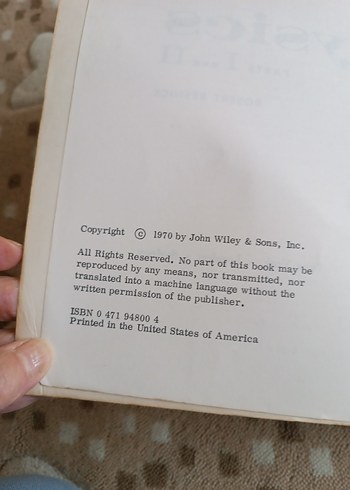 Copyright © 1970 by John Wiley & Sons, Inc.
All Rights Reserved. No part of this book may be
reproduced by any means, nor transmitted, nor
translated into a machine language without the
written permission of the publisher.
ISBN 0 471 94800 4
Printed in the United States of America